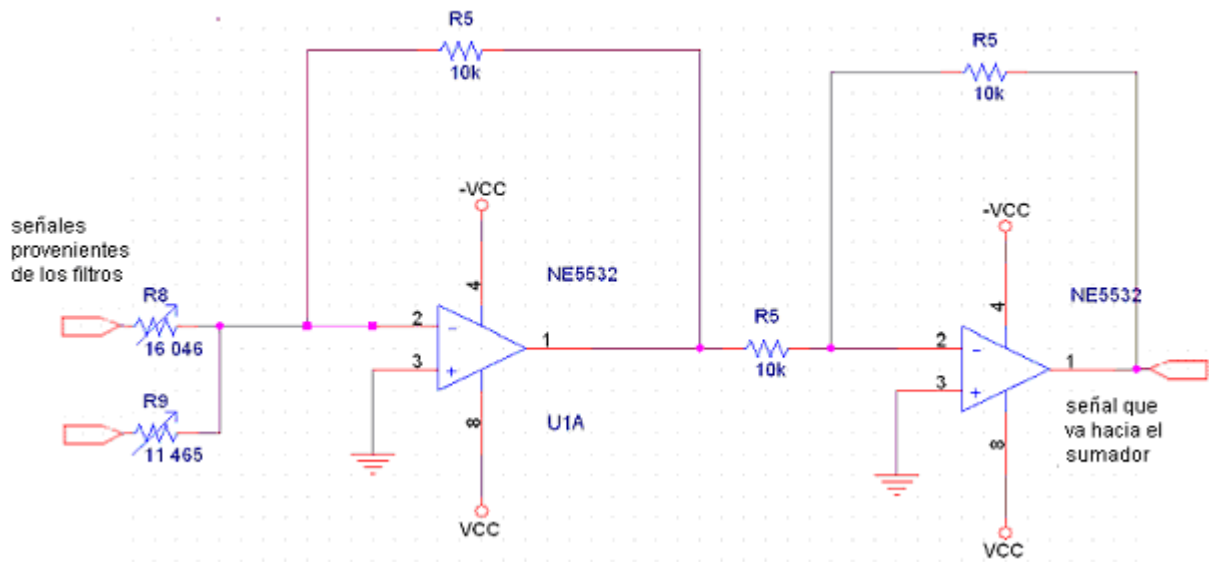 R5
10k
R5
10k
-VCC
-VCC
señales
provenientes
de los filtros
4
NE5532
4
NE5532
R8
16 046
2
3
1
R5
10k
2
3
1
R9
11 465
8
U1A
8
señal que
va hacia el
sumador
VCC
VCC